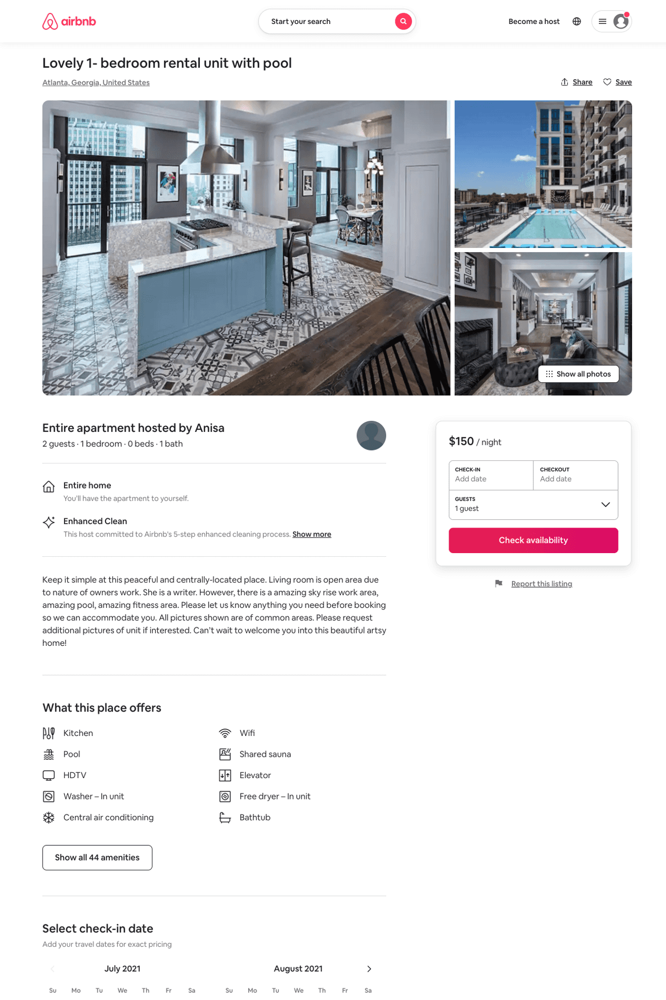 airbnb
Start your search
Become a host
Lovely 1- bedroom rental unit with pool
Atlanta, Georgia, United States
Share
Save
Show all photos
Entire apartment hosted by Anisa
2 guests · 1 bedroom · 0 beds · 1 bath
Entire home
You'll have the apartment to yourself.
Enhanced Clean
This host committed to Airbnb's 5-step enhanced cleaning process. Show more
Keep it simple at this peaceful and centrally-located place. Living room is open area due
to nature of owners work. She is a writer. However, there is a amazing sky rise work area,
amazing pool, amazing fitness area. Please let us know anything you need before booking
so we can accommodate you. All pictures shown are of common areas. Please request
additional pictures of unit if interested. Can't wait to welcome you into this beautiful artsy
home!
$150 / night
CHECK-IN
Add date
CHECKOUT
Add date
GUESTS
1 guest
Check availability
Report this listing
What this place offers
Kitchen
Wifi
Pool
Shared sauna
HDTV
Elevator
Washer – In unit
Free dryer – In unit
Central air conditioning
Bathtub
Show all 44 amenities
Select check-in date
Add your travel dates for exact pricing
July 2021
August 2021
Su Mo Tu We Th Fr Sa
Su Mo Tu We Th Fr Sa